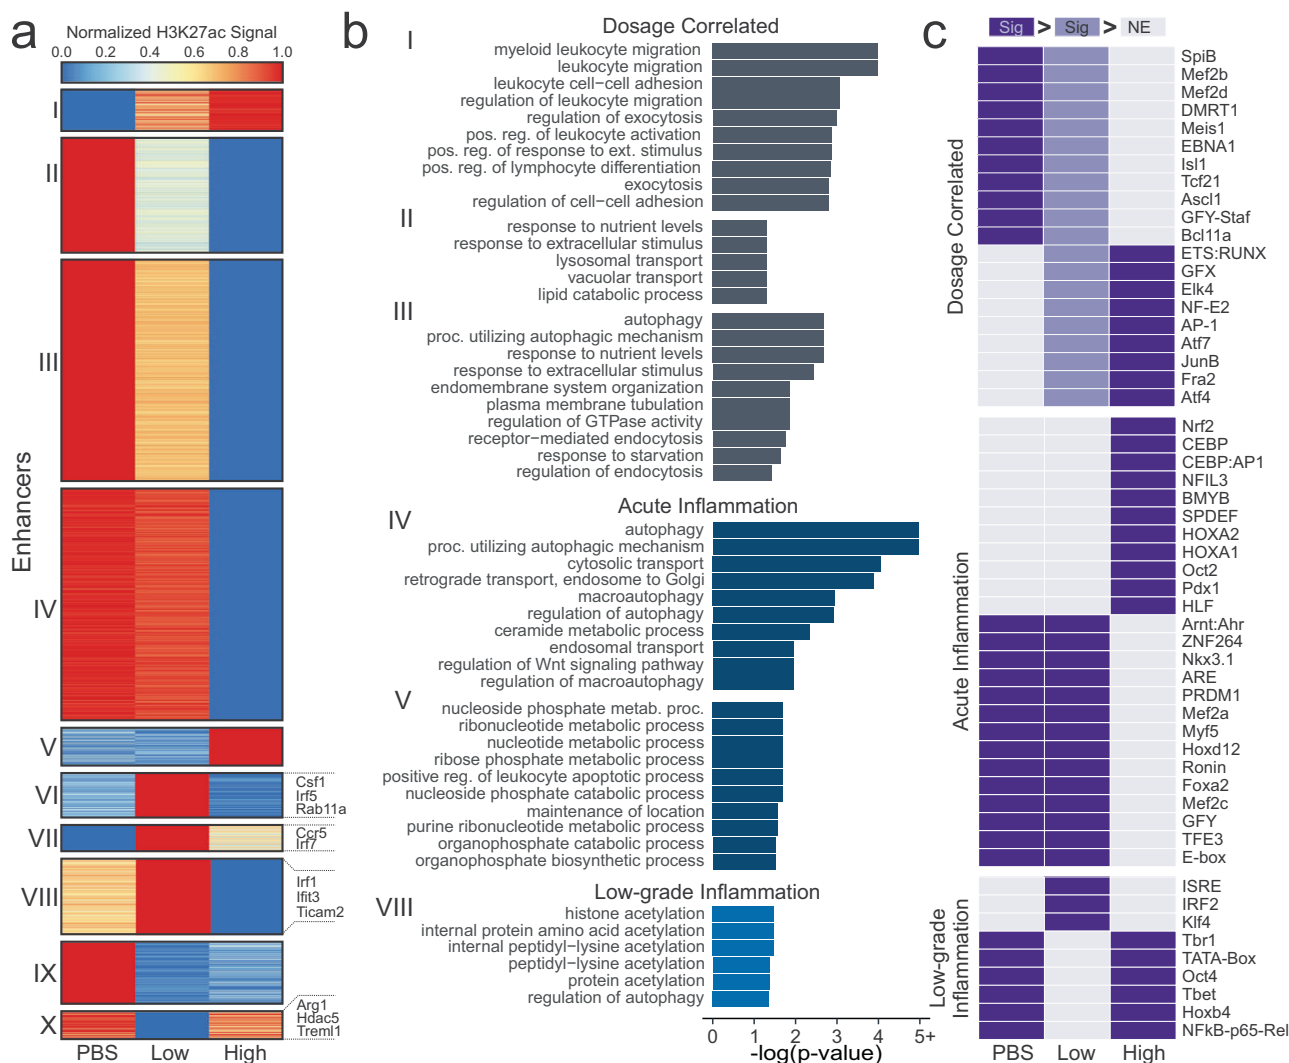 a
Normalized H3K27ac Signal
0.0 0.2 0.4 0.6 0.8 1.0
Enhancers
I
II
III
IV
V
VI
VII
VIII
IX
X
Csf1
Irf5
Rab11a
Ccr5
Irf7
Irf1
Ifit3
Ticam2
Arg1
Hdac5
Treml1
PBS Low High
b
Dosage Correlated
I
myeloid leukocyte migration
leukocyte migration
leukocyte cell−cell adhesion
regulation of leukocyte migration
regulation of exocytosis
pos. reg. of leukocyte activation
pos. reg. of response to ext. stimulus
pos. reg. of lymphocyte differentiation
exocytosis
regulation of cell−cell adhesion
II
response to nutrient levels
response to extracellular stimulus
lysosomal transport
vacuolar transport
lipid catabolic process
III
autophagy
proc. utilizing autophagic mechanism
response to nutrient levels
response to extracellular stimulus
endomembrane system organization
plasma membrane tubulation
regulation of GTPase activity
receptor−mediated endocytosis
response to starvation
regulation of endocytosis
Acute Inflammation
IV
autophagy
proc. utilizing autophagic mechanism
cytosolic transport
retrograde transport, endosome to Golgi
macroautophagy
regulation of autophagy
ceramide metabolic process
endosomal transport
regulation of Wnt signaling pathway
regulation of macroautophagy
V
nucleoside phosphate metab. proc.
ribonucleotide metabolic process
nucleotide metabolic process
ribose phosphate metabolic process
positive reg. of leukocyte apoptotic process
nucleoside phosphate catabolic process
maintenance of location
purine ribonucleotide metabolic process
organophosphate catabolic process
organophosphate biosynthetic process
Low-grade Inflammation
VIII
histone acetylation
internal protein amino acid acetylation
internal peptidyl−lysine acetylation
peptidyl−lysine acetylation
protein acetylation
regulation of autophagy
0 1 2 3 4 5+
-log(p-value)
c
Sig > Sig > NE
Dosage Correlated
SpiB
Mef2b
Mef2d
DMRT1
Meis1
EBNA1
Isl1
Tcf21
Ascl1
GFY-Staf
Bcl11a
ETS:RUNX
GFX
Elk4
NF-E2
AP-1
Atf7
JunB
Fra2
Atf4
Acute Inflammation
Nrf2
CEBP
CEBP:AP1
NFIL3
BMYB
SPDEF
HOXA2
HOXA1
Oct2
Pdx1
HLF
Arnt:Ahr
ZNF264
Nkx3.1
ARE
PRDM1
Mef2a
Myf5
Hoxd12
Ronin
Foxa2
Mef2c
GFY
TFE3
E-box
Low-grade
Inflammation
ISRE
IRF2
Klf4
Tbr1
TATA-Box
Oct4
Tbet
Hoxb4
NFkB-p65-Rel
PBS Low High